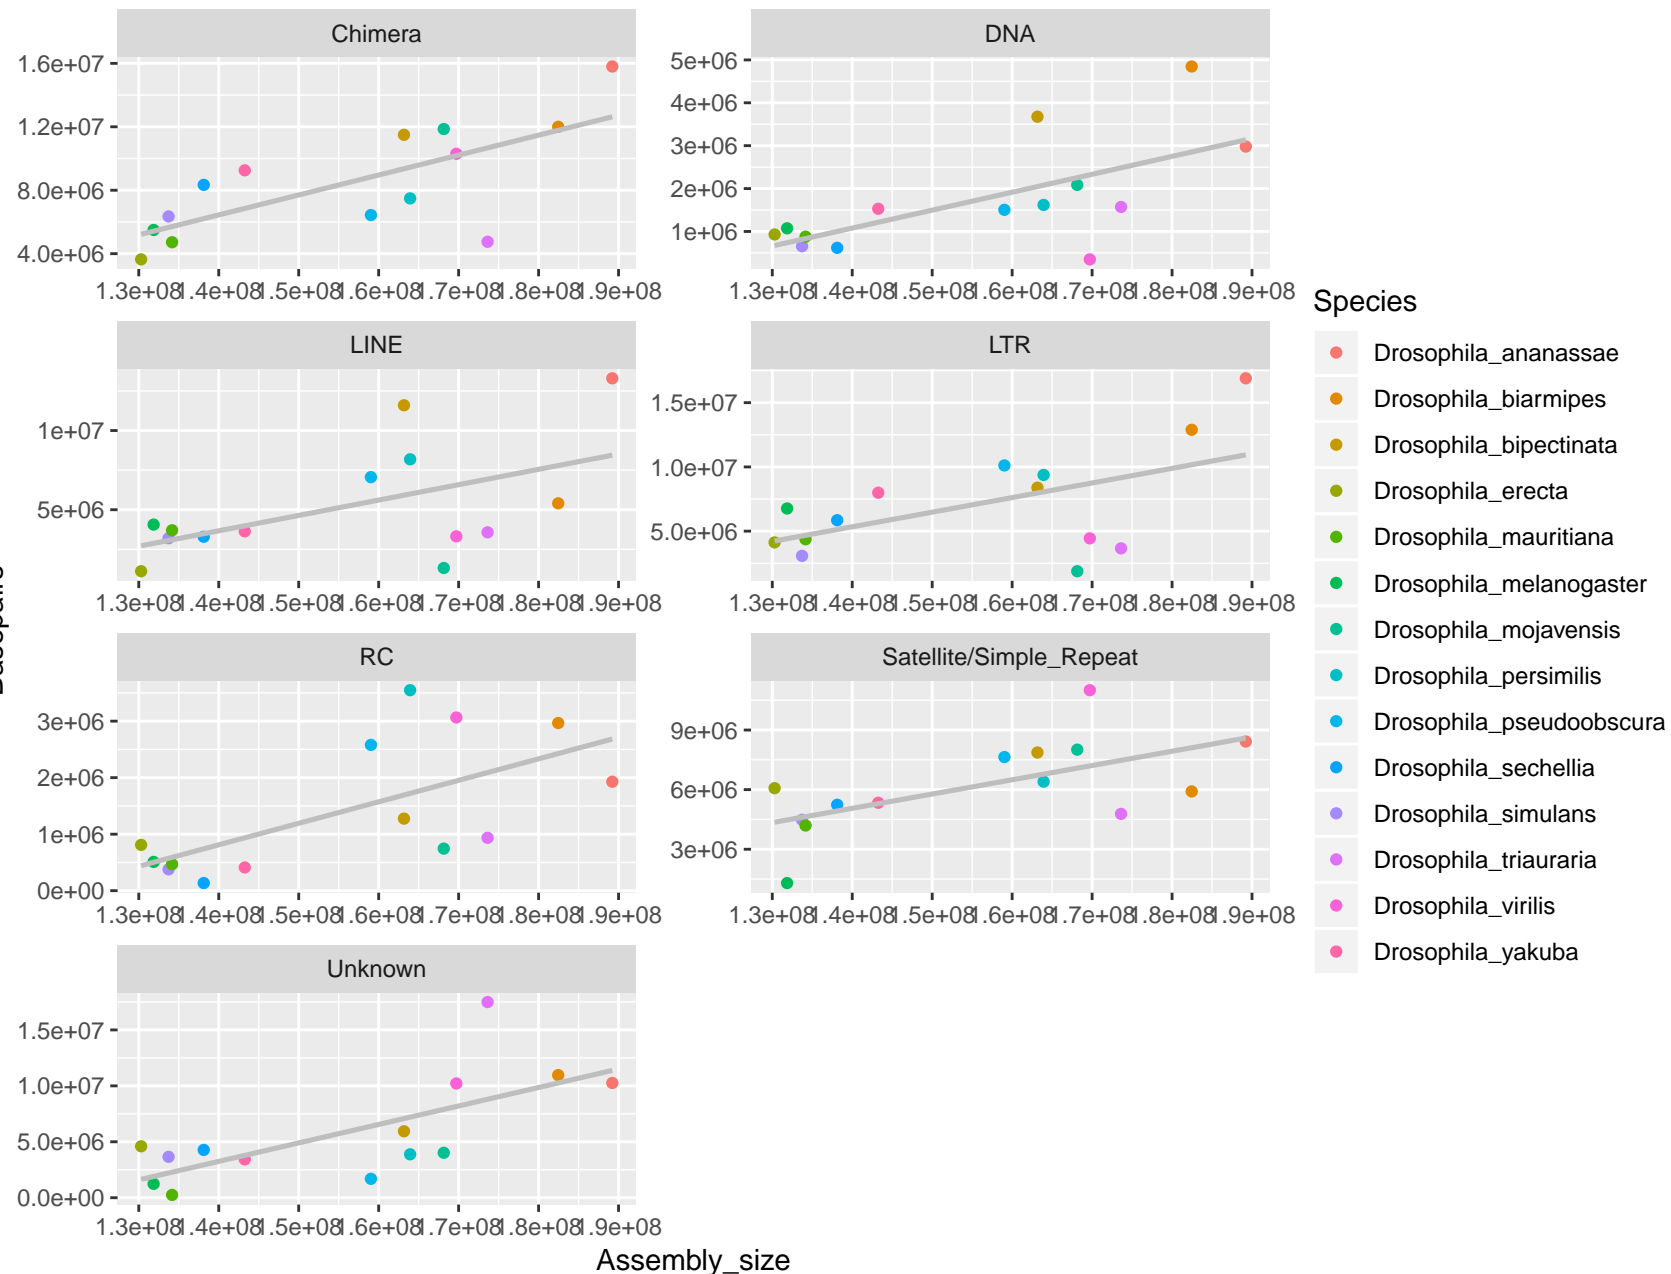 Chimera
1.6e+07
1.2e+07
8.0e+06
4.0e+06
1.3e+08 1.4e+08 1.5e+08 1.6e+08 1.7e+08 1.8e+08 1.9e+08
DNA
5e+06
4e+06
3e+06
2e+06
1e+06
1.3e+08 1.4e+08 1.5e+08 1.6e+08 1.7e+08 1.8e+08 1.9e+08
LINE
1e+07
5e+06
1.3e+08 1.4e+08 1.5e+08 1.6e+08 1.7e+08 1.8e+08 1.9e+08
LTR
1.5e+07
1.0e+07
5.0e+06
1.3e+08 1.4e+08 1.5e+08 1.6e+08 1.7e+08 1.8e+08 1.9e+08
RC
3e+06
2e+06
1e+06
0e+00
1.3e+08 1.4e+08 1.5e+08 1.6e+08 1.7e+08 1.8e+08 1.9e+08
Satellite/Simple_Repeat
9e+06
6e+06
3e+06
1.3e+08 1.4e+08 1.5e+08 1.6e+08 1.7e+08 1.8e+08 1.9e+08
Unknown
1.5e+07
1.0e+07
5.0e+06
0.0e+00
1.3e+08 1.4e+08 1.5e+08 1.6e+08 1.7e+08 1.8e+08 1.9e+08
Assembly_size
Species
Drosophila_ananassae
Drosophila_biarmipes
Drosophila_bipectinata
Drosophila_erecta
Drosophila_mauritiana
Drosophila_melanogaster
Drosophila_mojavensis
Drosophila_persimilis
Drosophila_pseudoobscura
Drosophila_sechellia
Drosophila_simulans
Drosophila_triauraria
Drosophila_virilis
Drosophila_yakuba